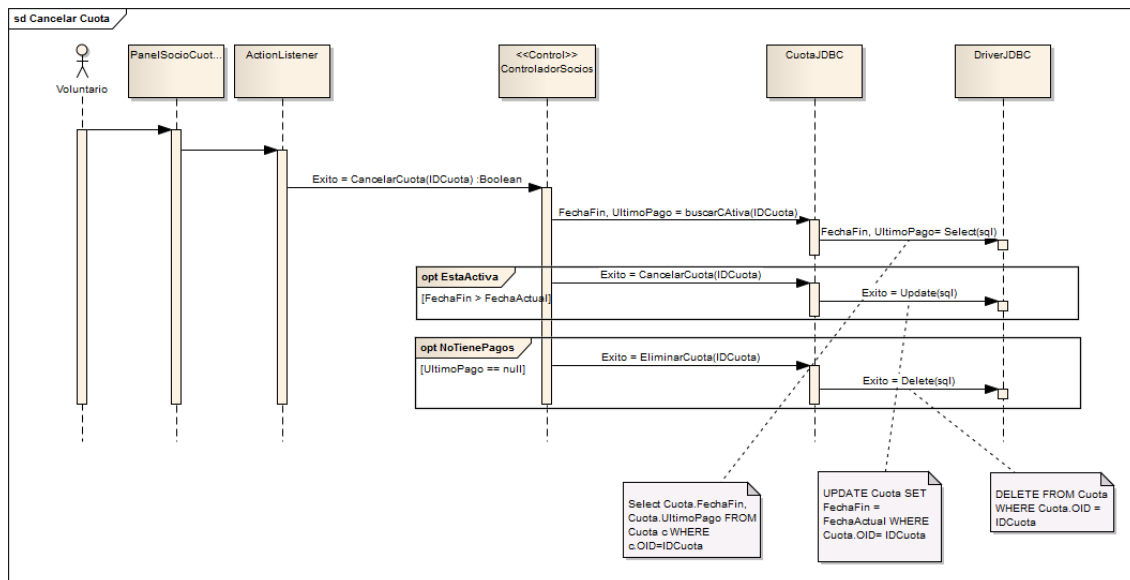 sd Cancelar Cuota
Voluntario
PanelSocioCuot...
ActionListener
<<Control>>
ControladorSocios
CuotaJDBC
DriverJDBC
Exito = CancelarCuota(IDCuota) :Boolean
FechaFin, UltimoPago = buscarCAtiva(IDCuota)
FechaFin, UltimoPago= Select(sql)
opt EstaActiva
[FechaFin > FechaActual]
Exito = CancelarCuota(IDCuota)
Exito = Update(sql)
opt NoTienePagos
[UltimoPago == null]
Exito = EliminarCuota(IDCuota)
Exito = Delete(sql)
Select Cuota.FechaFin,
Cuota.UltimoPago FROM
Cuota c WHERE
c.OID=IDCuota
UPDATE Cuota SET
FechaFin =
FechaActual WHERE
Cuota.OID= IDCuota
DELETE FROM Cuota
WHERE Cuota.OID =
IDCuota